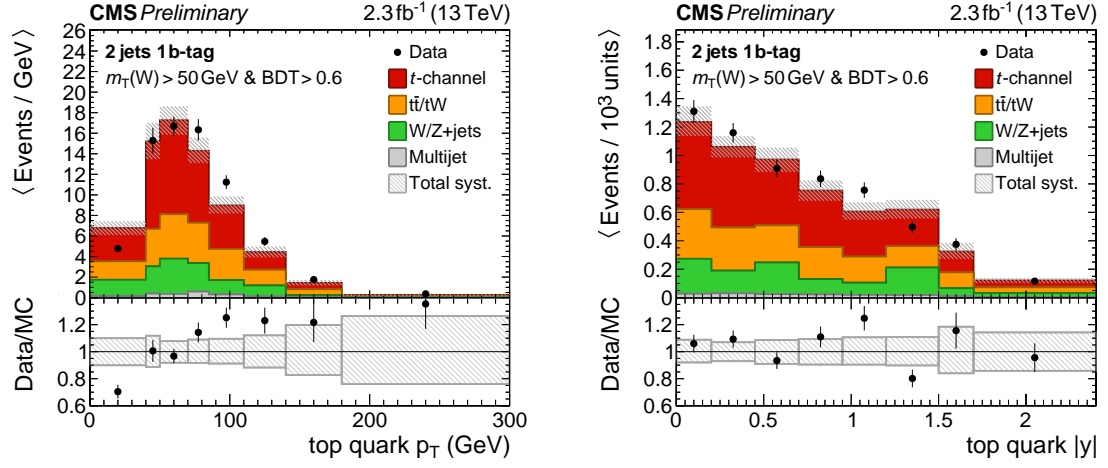 CMS Preliminary 2.3 fb⁻¹ (13 TeV)
⟨Events / GeV⟩
26
24
22
20
18
16
14
12
10
8
6
4
2
0
2 jets 1 b-tag
m_T(W) > 50 GeV & BDT > 0.6
Data
t-channel
tt̄/tW
W/Z+jets
Multijet
Total syst.
Data/MC
1.2
1
0.8
0.6
0 100 200 300
top quark p_T (GeV)
CMS Preliminary 2.3 fb⁻¹ (13 TeV)
⟨Events / 10³ units⟩
1.8
1.6
1.4
1.2
1
0.8
0.6
0.4
0.2
0
2 jets 1 b-tag
m_T(W) > 50 GeV & BDT > 0.6
Data
t-channel
tt̄/tW
W/Z+jets
Multijet
Total syst.
Data/MC
1.2
1
0.8
0.6
0 0.5 1 1.5 2
top quark |y|